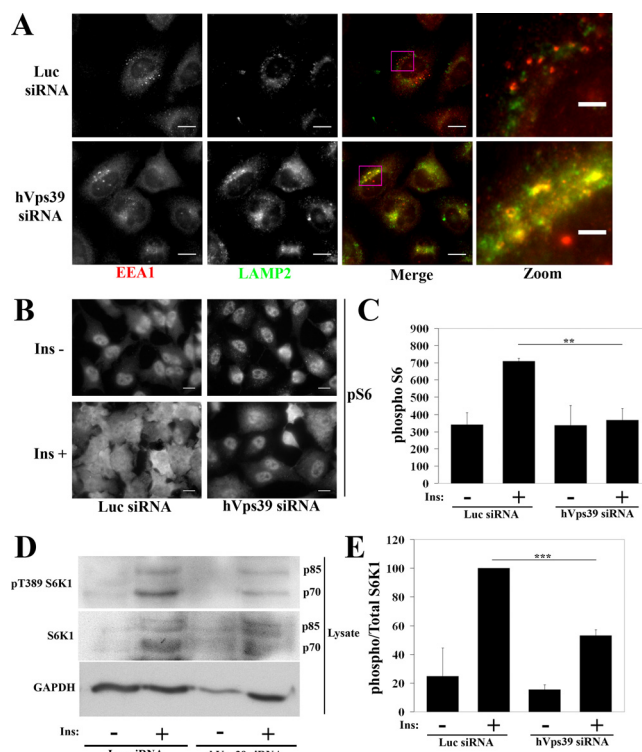 A
Luc
siRNA
hVps39
siRNA
EEA1
LAMP2
Merge
Zoom
B
Ins -
Ins +
Luc siRNA
hVps39 siRNA
pS6
C
phospho S6
900
800
700
600
500
400
300
200
100
0
**
Ins: - + - +
Luc siRNA hVps39 siRNA
D
pT389 S6K1
p85
p70
S6K1
p85
p70
GAPDH
Lysate
Ins: - + - +
E
phospho/Total S6K1
120
100
80
60
40
20
0
***
Ins: - + - +
Luc siRNA hVps39 siRNA